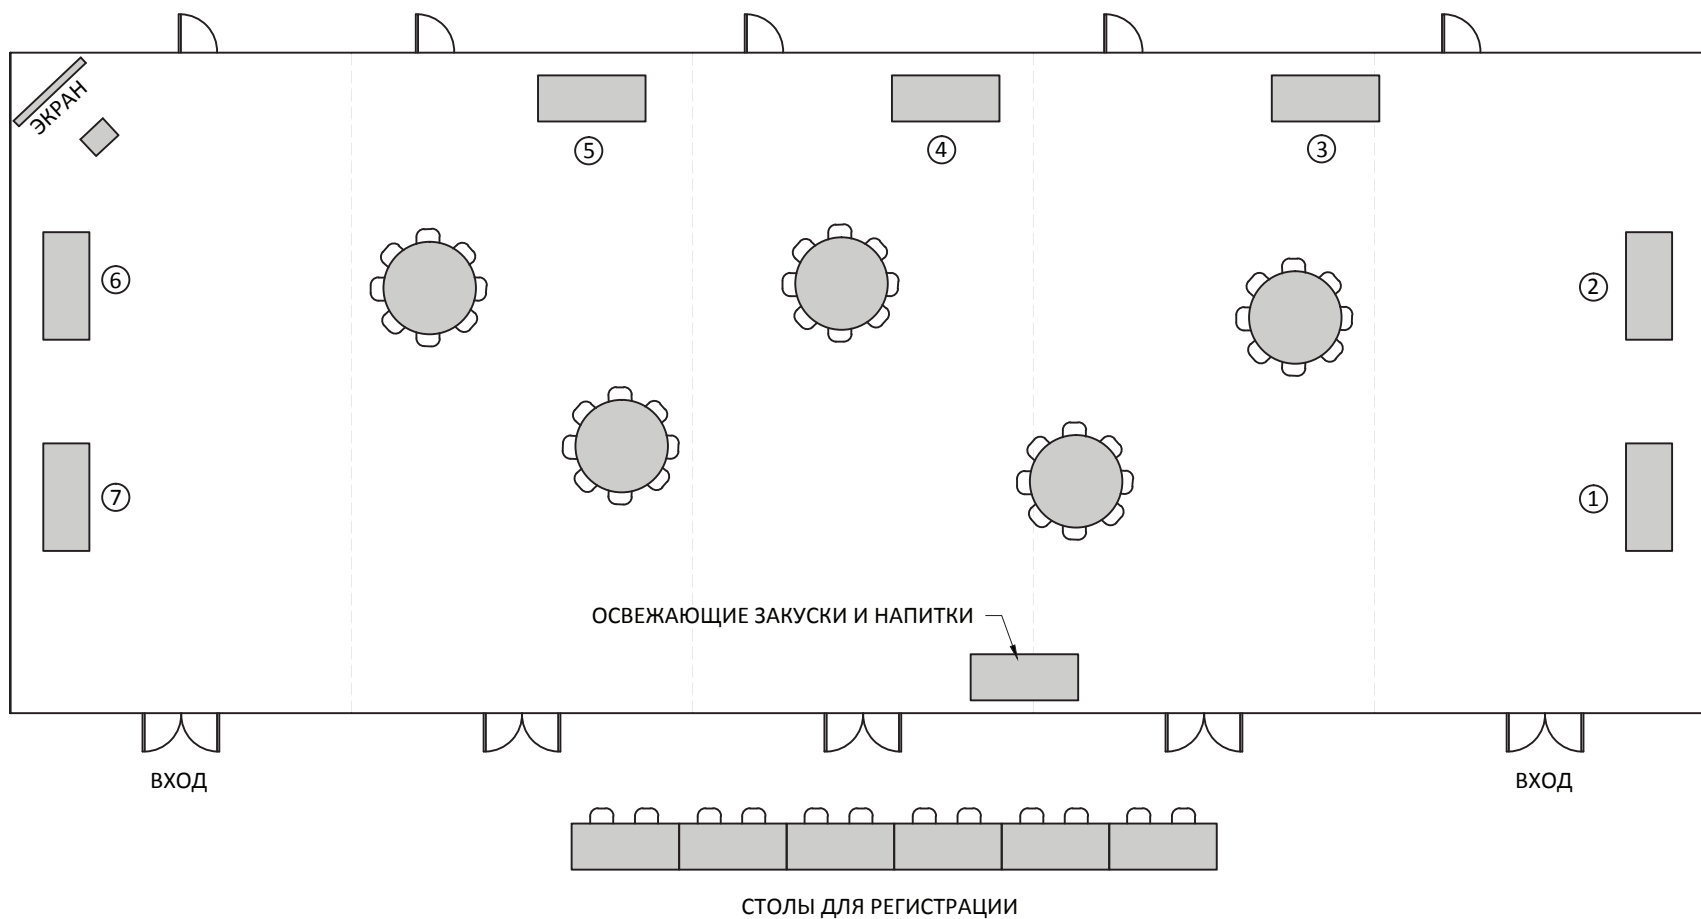 ЭКРАН
⑤
④
③
⑥
②
⑦
①
ОСВЕЖАЮЩИЕ ЗАКУСКИ И НАПИТКИ
ВХОД
ВХОД
СТОЛЫ ДЛЯ РЕГИСТРАЦИИ